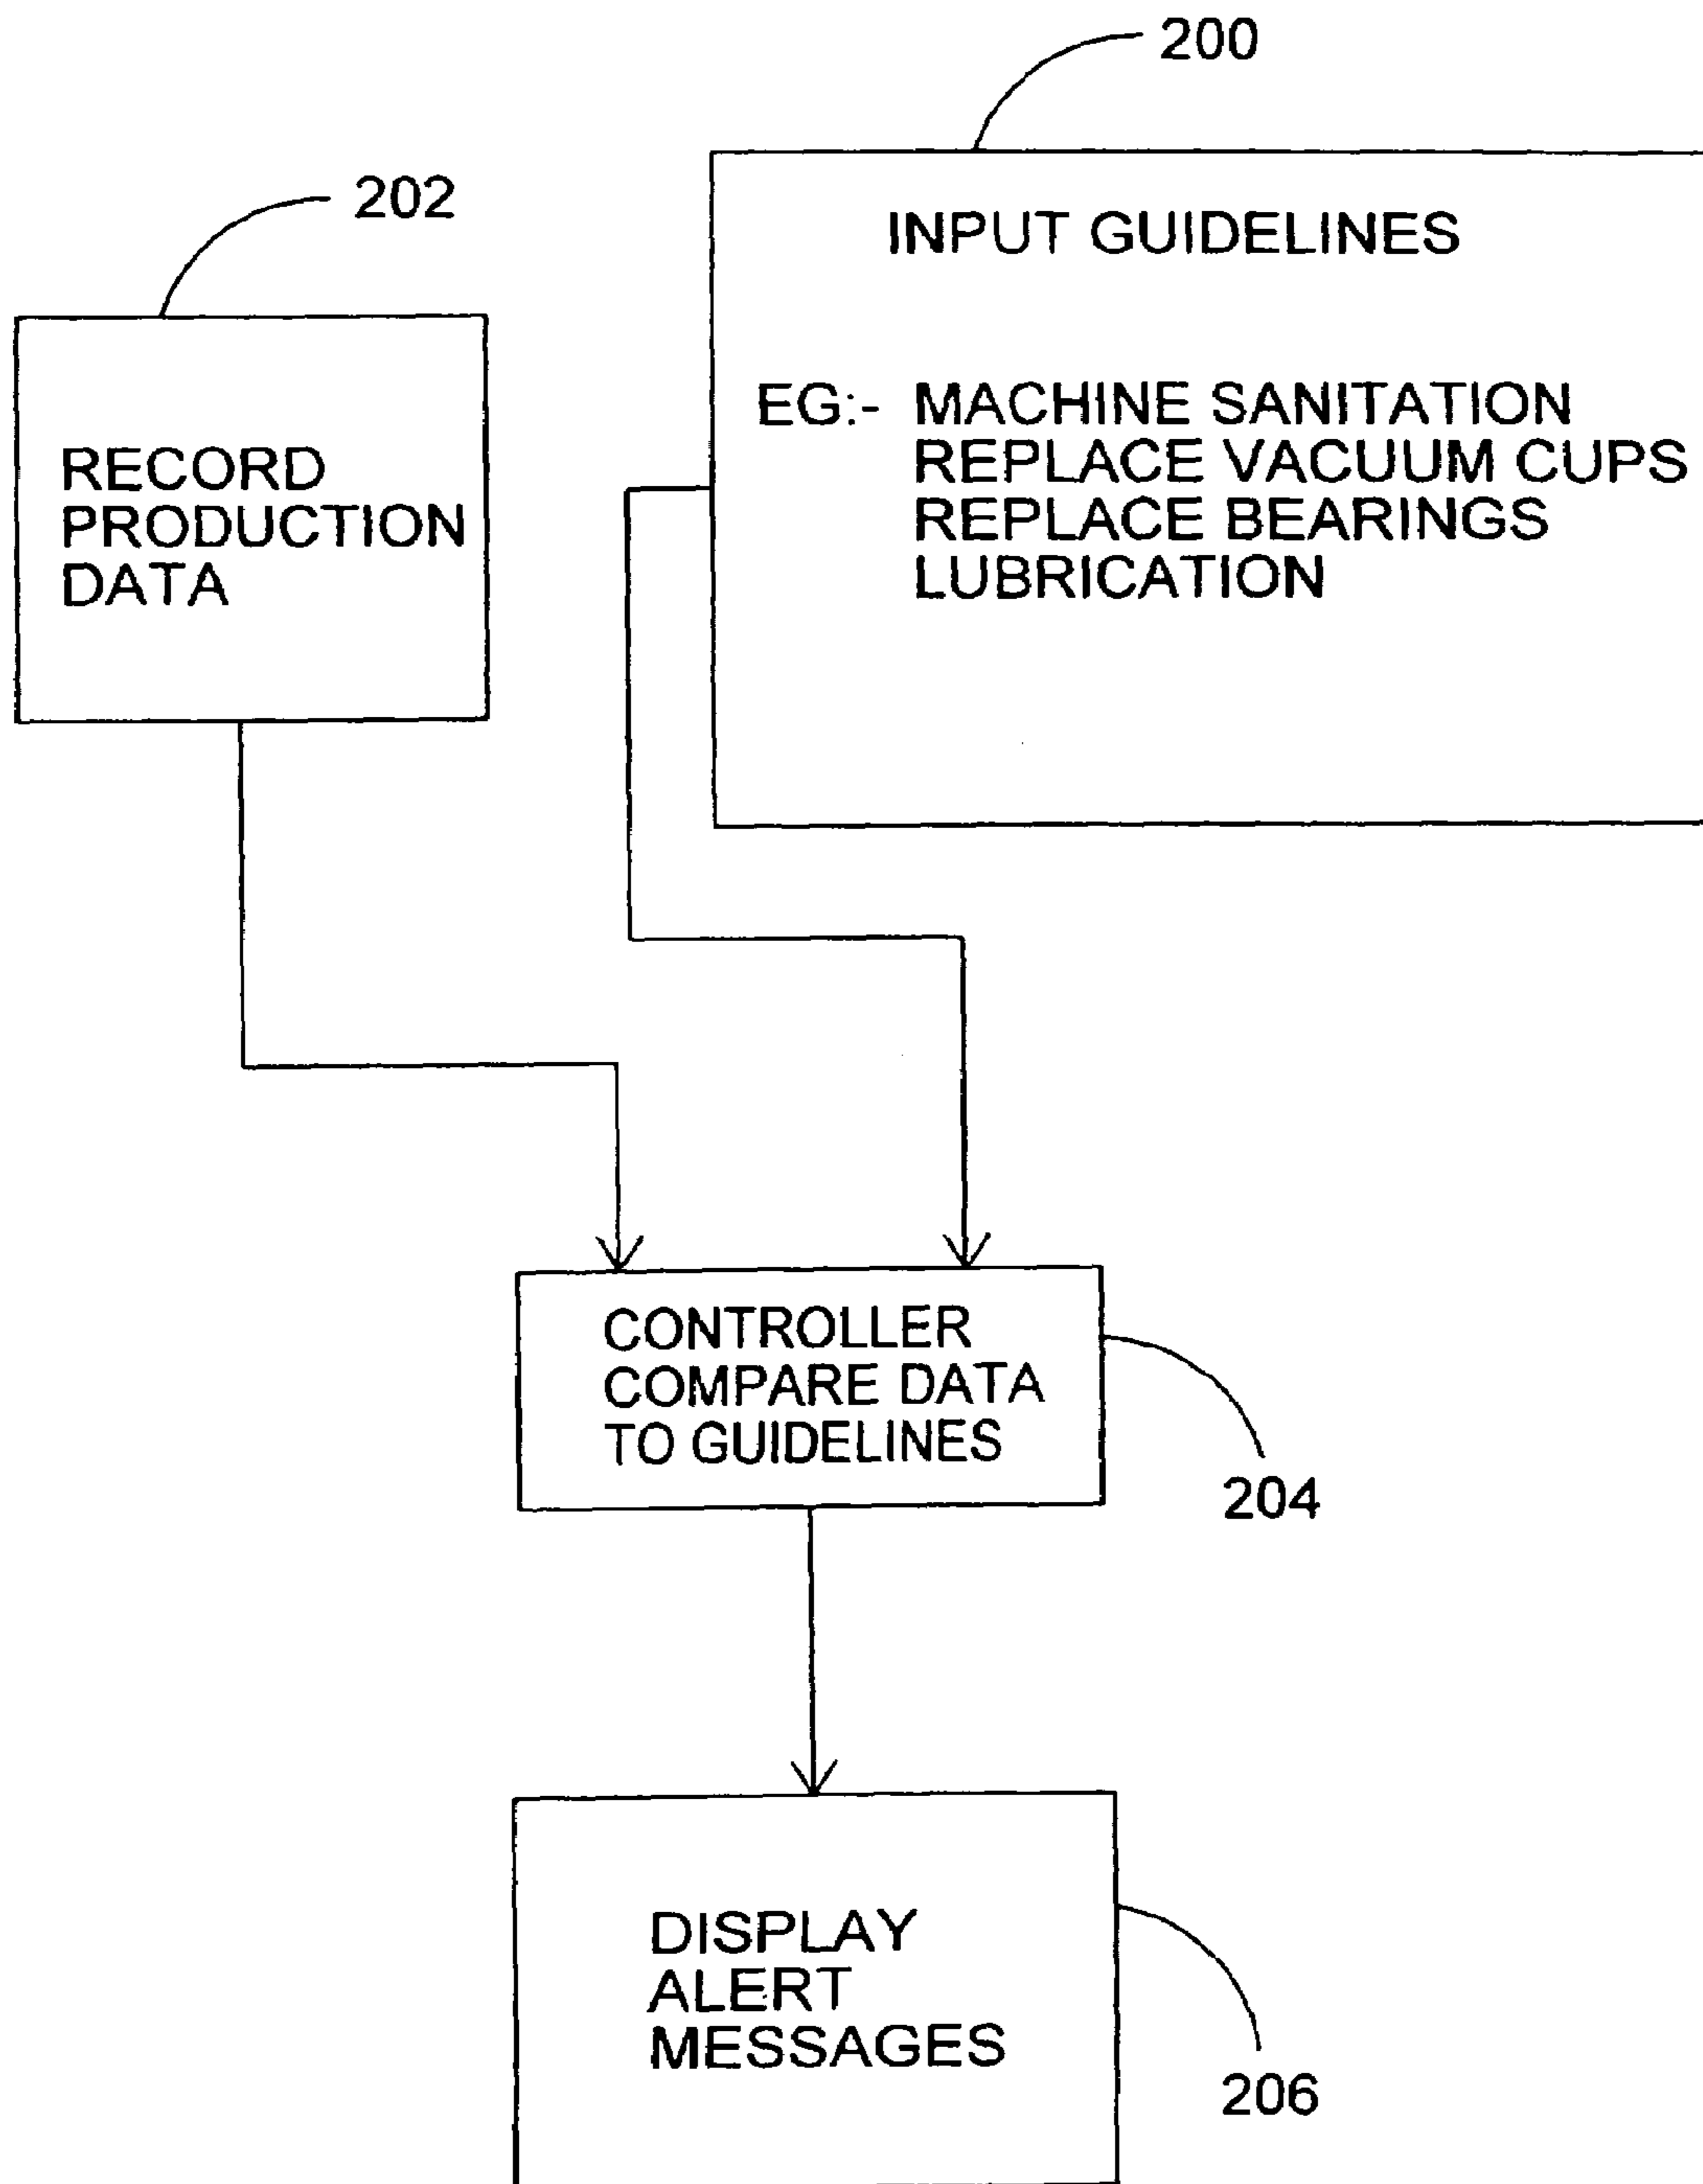 200
202
INPUT GUIDELINES
EG:- MACHINE SANITATION
REPLACE VACUUM CUPS
REPLACE BEARINGS
LUBRICATION
RECORD
PRODUCTION
DATA
CONTROLLER
COMPARE DATA
TO GUIDELINES
204
DISPLAY
ALERT
MESSAGES
206